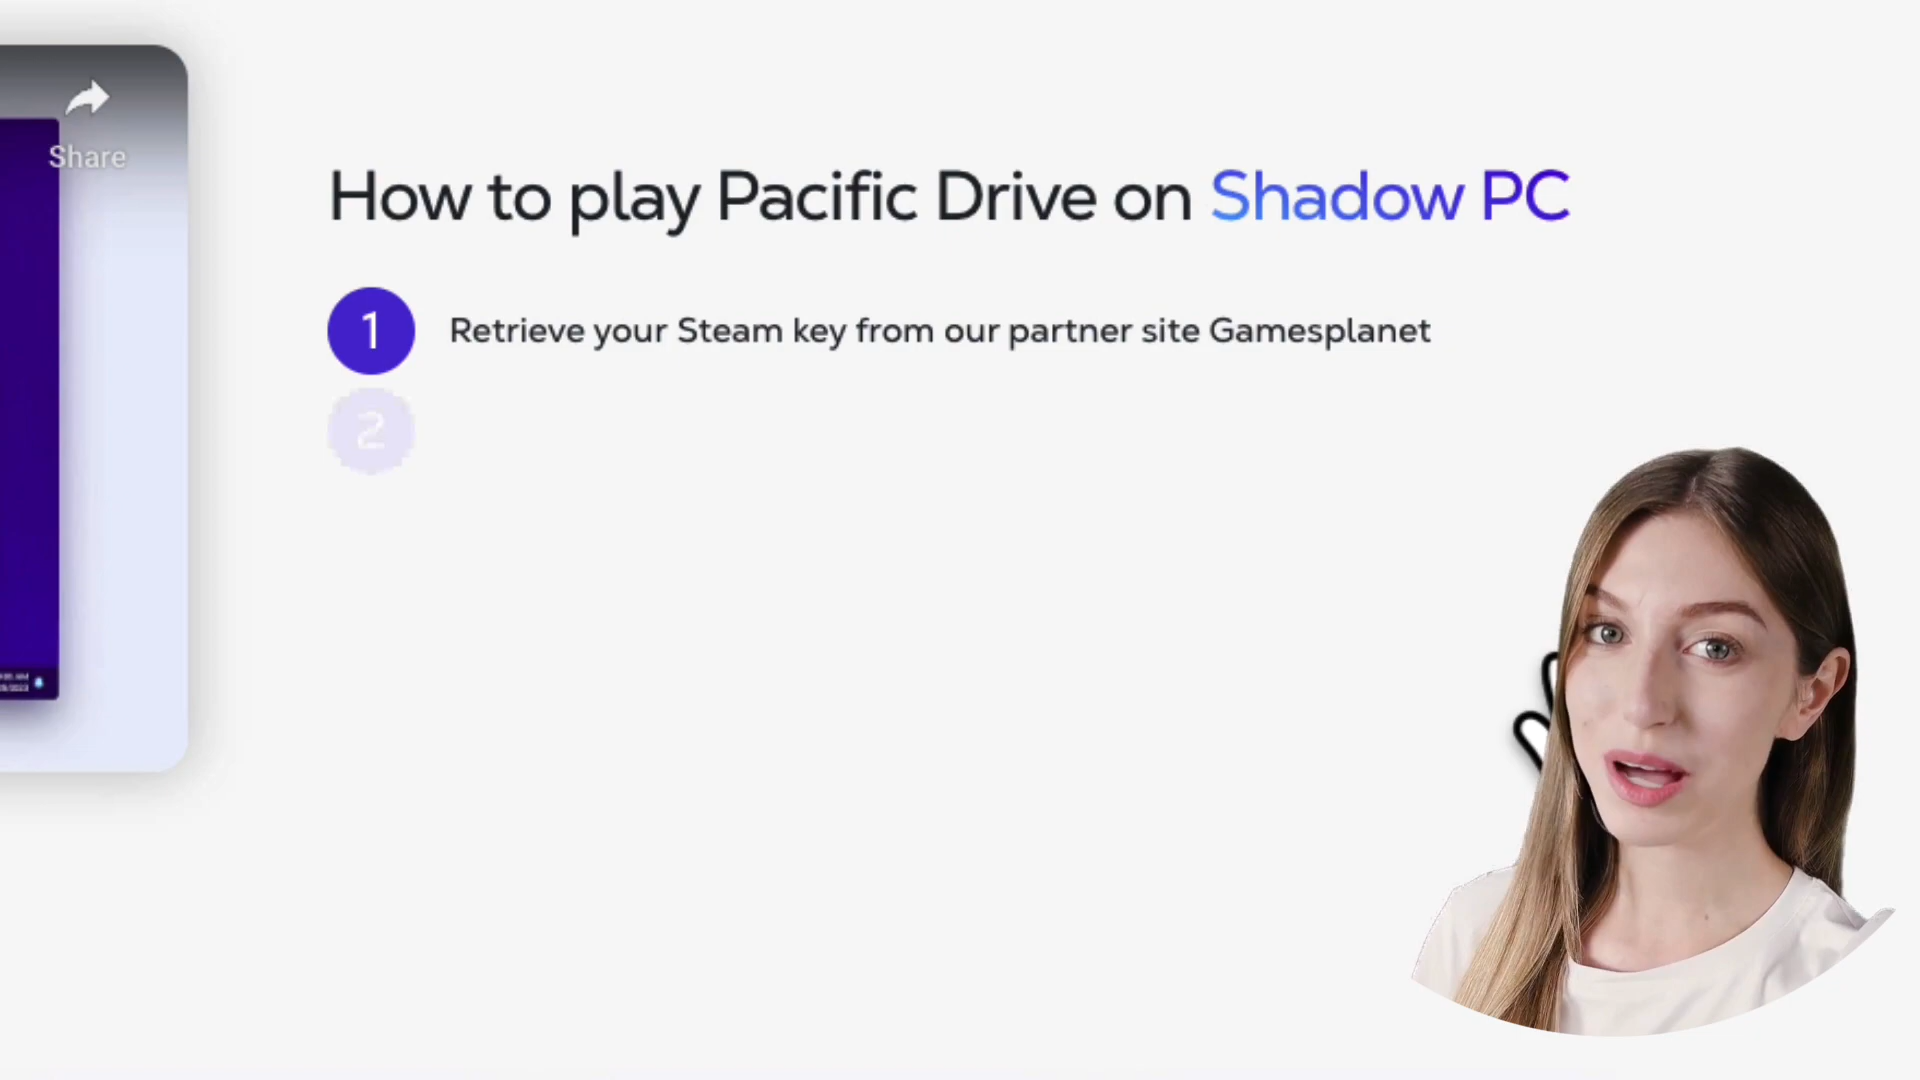 Share
How to play Pacific Drive on Shadow PC
1 Retrieve your Steam key from our partner site Gamesplanet
2